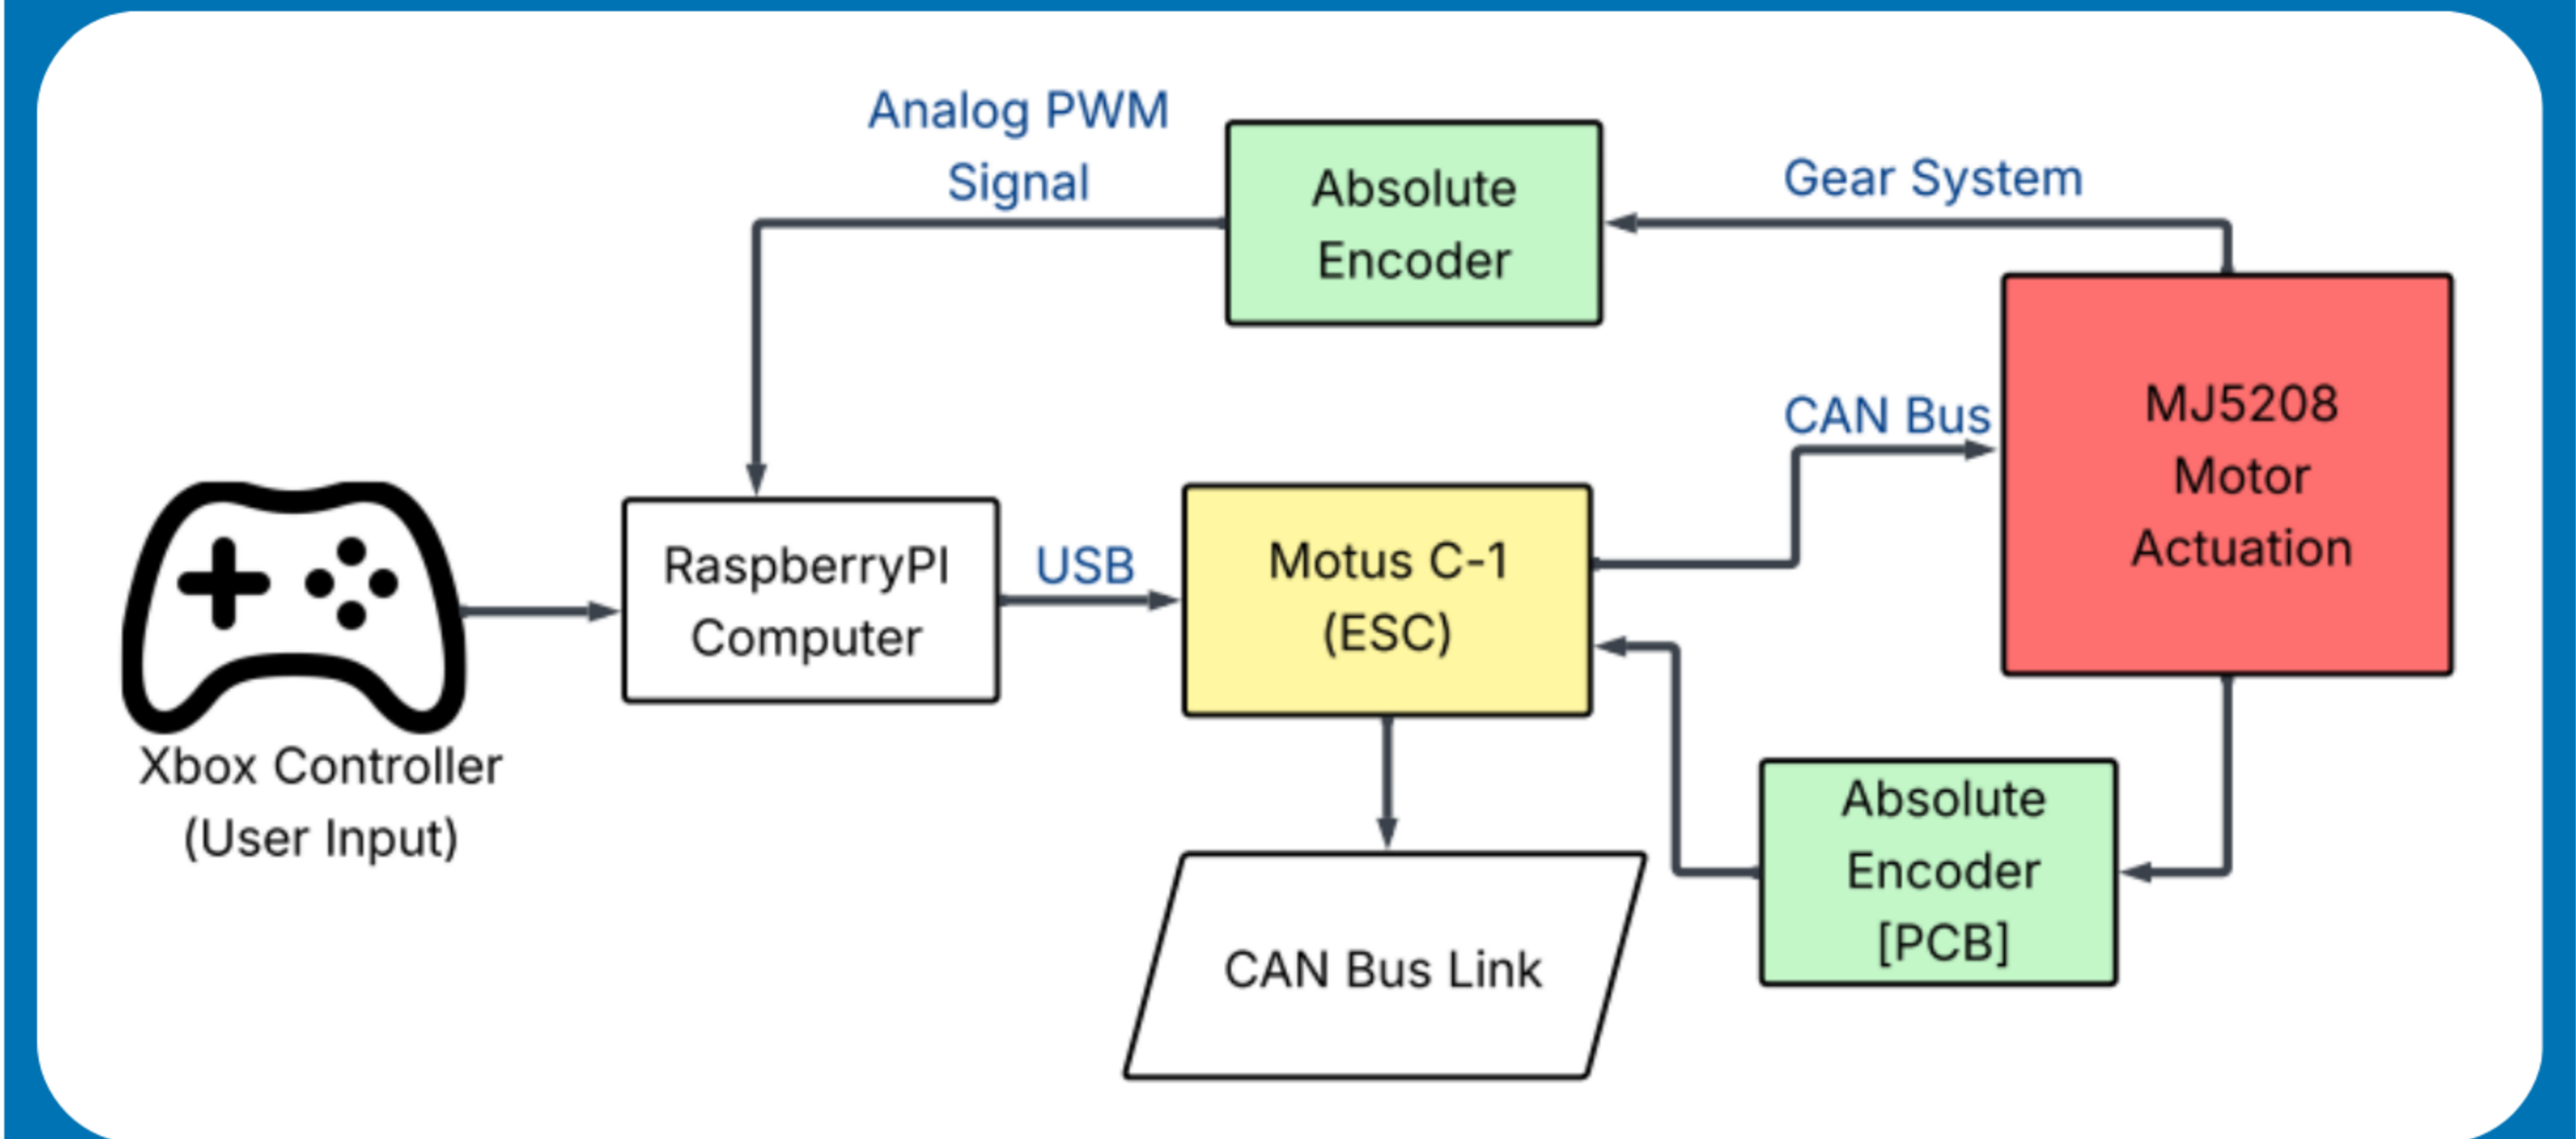 Analog PWM
Signal
Absolute
Encoder
Gear System
CAN Bus
MJ5208
Motor
Actuation
RaspberryPI
Computer
USB
Motus C-1
(ESC)
Xbox Controller
(User Input)
Absolute
Encoder
[PCB]
CAN Bus Link